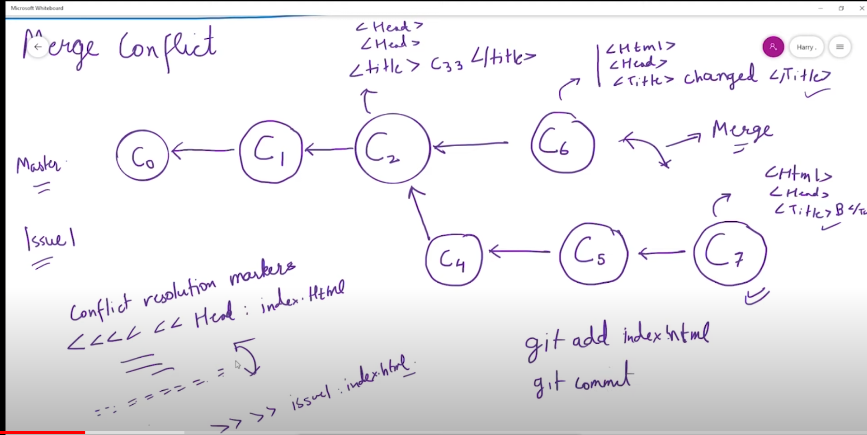 Microsoft Whiteboard
Merge Conflict
<Head>
<Head>
<title> C33 </title>
<Html>
<Head>
<Title> changed </Title>
Harry .
Master
C0
C1
C2
C6
Merge
<Html>
<Head>
<Title> B
Issue1
C4
C5
C7
Conflict resolution markers
<<<< << Head : index.Html
== = = = = = =
>> >> issue1 : index.html
git add index.html
git commit